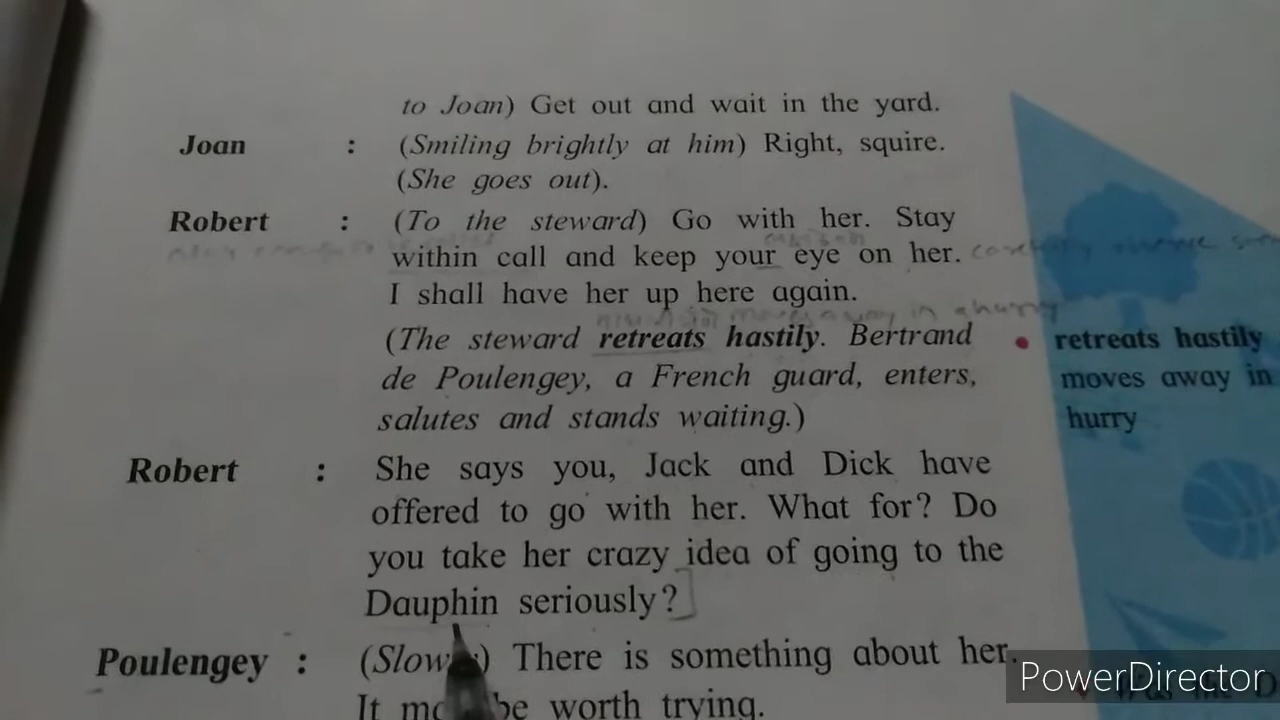 to Joan) Get out and wait in the yard.
Joan : (Smiling brightly at him) Right, squire.
(She goes out).
Robert : (To the steward) Go with her. Stay
within call and keep your eye on her.
I shall have her up here again.
moves away in a hurry
(The steward retreats hastily. Bertrand
de Poulengey, a French guard, enters,
salutes and stands waiting.)
• retreats hastily
moves away in
hurry
Robert : She says you, Jack and Dick have
offered to go with her. What for? Do
you take her crazy idea of going to the
Dauphin seriously?
Poulengey : There is something about her.
It be worth trying.
PowerDirector